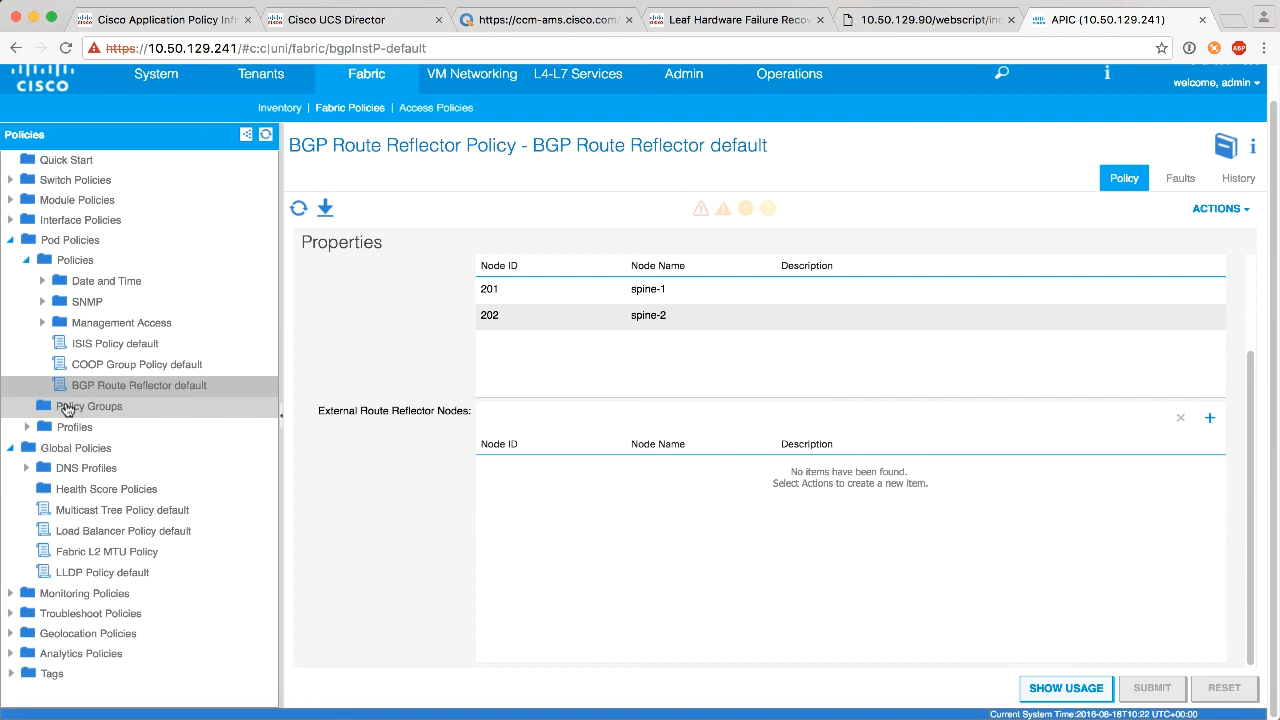 Cisco Application Policy Infr
Cisco UCS Director
https://ccm-ams.cisco.com/
Leaf Hardware Failure - cov
10.50.129.90/webscript/ind
APIC (10.50.129.241)
https://10.50.129.241/#c:c|uni/fabric/bgpInstP-default
ABP
CISCO
System
Tenants
Fabric
VM Networking
L4-L7 Services
Admin
Operations
welcome, admin
Inventory | Fabric Policies | Access Policies
Policies
Quick Start
Switch Policies
Module Policies
Interface Policies
Pod Policies
Policies
Date and Time
SNMP
Management Access
ISIS Policy default
COOP Group Policy default
BGP Route Reflector default
Policy Groups
Profiles
Global Policies
DNS Profiles
Health Score Policies
Multicast Tree Policy default
Load Balancer Policy default
Fabric L2 MTU Policy
LLDP Policy default
Monitoring Policies
Troubleshoot Policies
Geolocation Policies
Analytics Policies
Tags
BGP Route Reflector Policy - BGP Route Reflector default
Policy
Faults
History
ACTIONS
Properties
Node ID Node Name Description
201 spine-1
202 spine-2
External Route Reflector Nodes:
Node ID Node Name Description
No items have been found.
Select Actions to create a new item.
SHOW USAGE
SUBMIT
RESET
Current System Time:2016-08-18T10:22 UTC+00:00